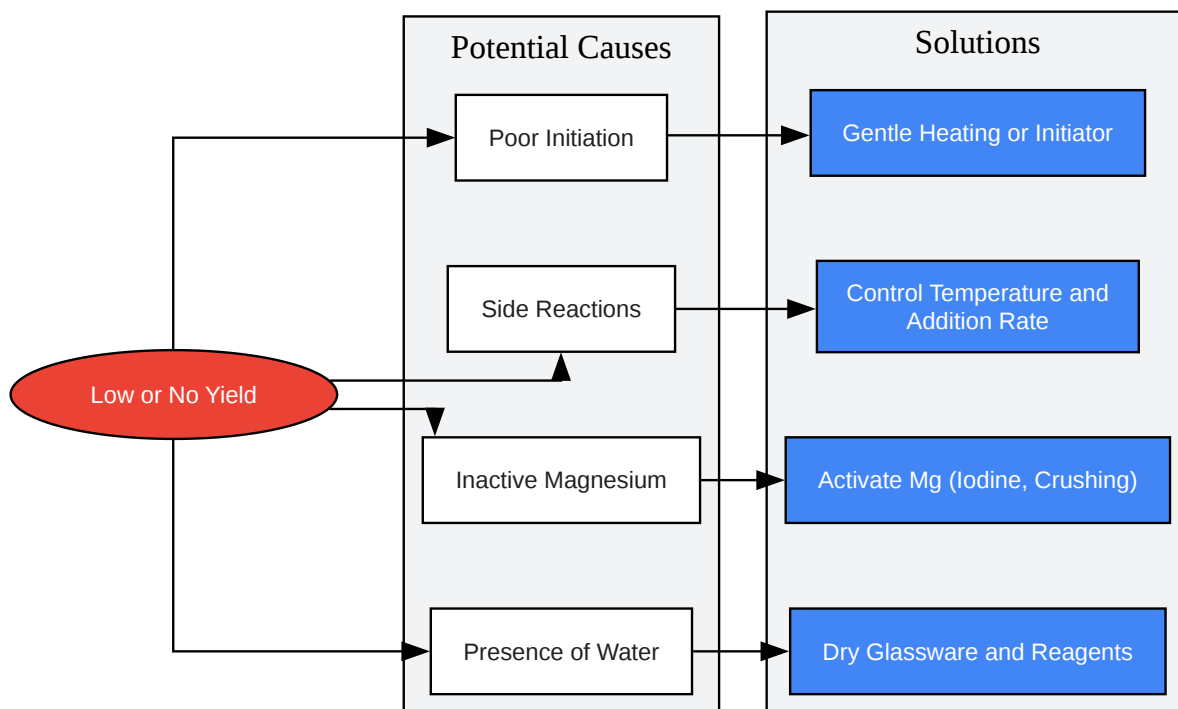 Potential Causes
Solutions
Poor Initiation
Gentle Heating or Initiator
Side Reactions
Control Temperature and
Addition Rate
Low or No Yield
Inactive Magnesium
Activate Mg (Iodine, Crushing)
Presence of Water
Dry Glassware and Reagents